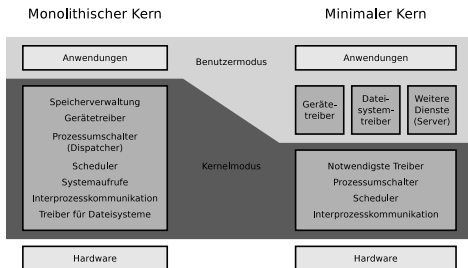 Monolithischer Kern
Minimaler Kern
Anwendungen
Benutzermodus
Anwendungen
Speicherverwaltung
Gerätetreiber
Prozessumschalter
(Dispatcher)
Scheduler
Systemaufrufe
Interprozesskommunikation
Treiber für Dateisysteme
Kernelmodus
Geräte-
treiber
Datei-
system-
treiber
Weitere
Dienste
(Server)
Notwendigste Treiber
Prozessumschalter
Scheduler
Interprozesskommunikation
Hardware
Hardware